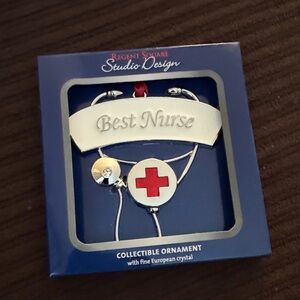 REGENT SQUARE
Studio Design
Best Nurse
COLLECTIBLE ORNAMENT
with fine European crystal